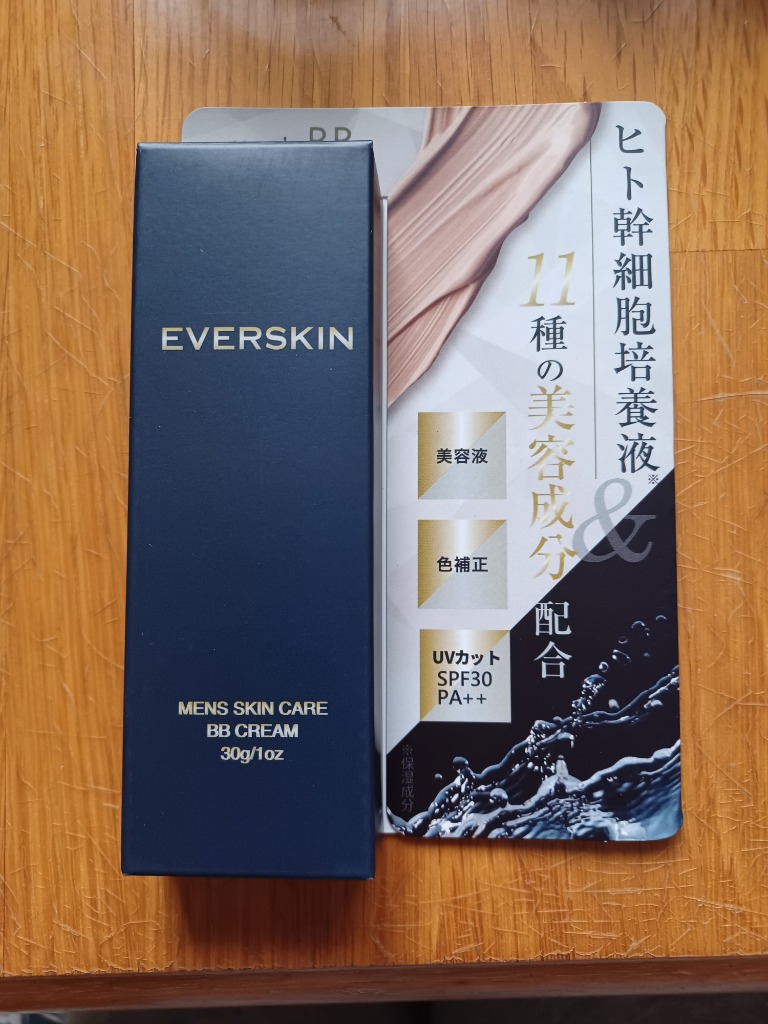 EVERSKIN
MENS SKIN CARE
BB CREAM
30g/1oz
BB
ヒト幹細胞培養液※
&
11
種の美容成分
配合
美容液
色補正
UVカット
SPF30
PA++
※保湿成分